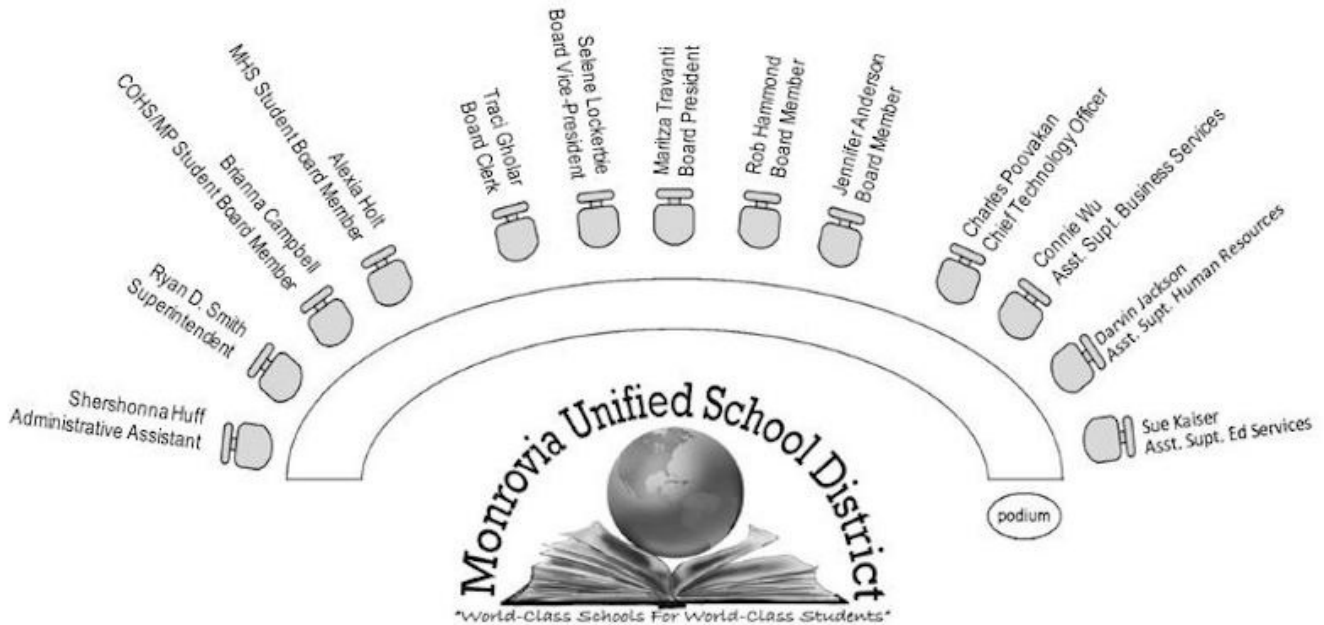 Shershonna Huff
Administrative Assistant
Ryan D. Smith
Superintendent
Brianna Campbell
COHS/MP Student Board Member
Alexia Holt
MHS Student Board Member
Traci Gholar
Board Clerk
Selene Lockerbie
Board Vice-President
Maritza Travanti
Board President
Rob Hammond
Board Member
Jennifer Anderson
Board Member
Charles Poovakan
Chief Technology Officer
Connie Wu
Asst. Supt. Business Services
Darvin Jackson
Asst. Supt. Human Resources
Sue Kaiser
Asst. Supt. Ed Services
podium
Monrovia Unified School District
"World-Class Schools For World-Class Students"